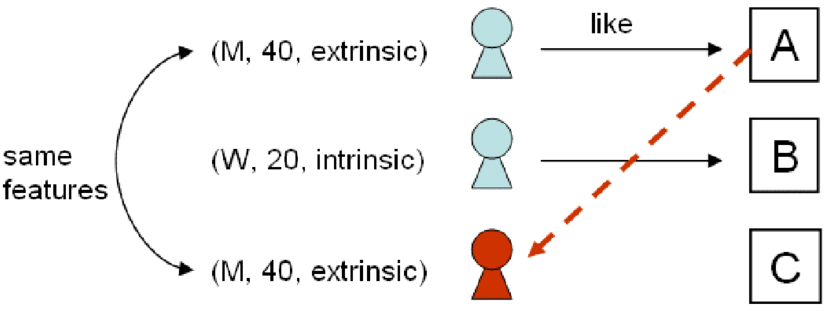 like
(M, 40, extrinsic)
A
same
features
(W, 20, intrinsic)
B
(M, 40, extrinsic)
C